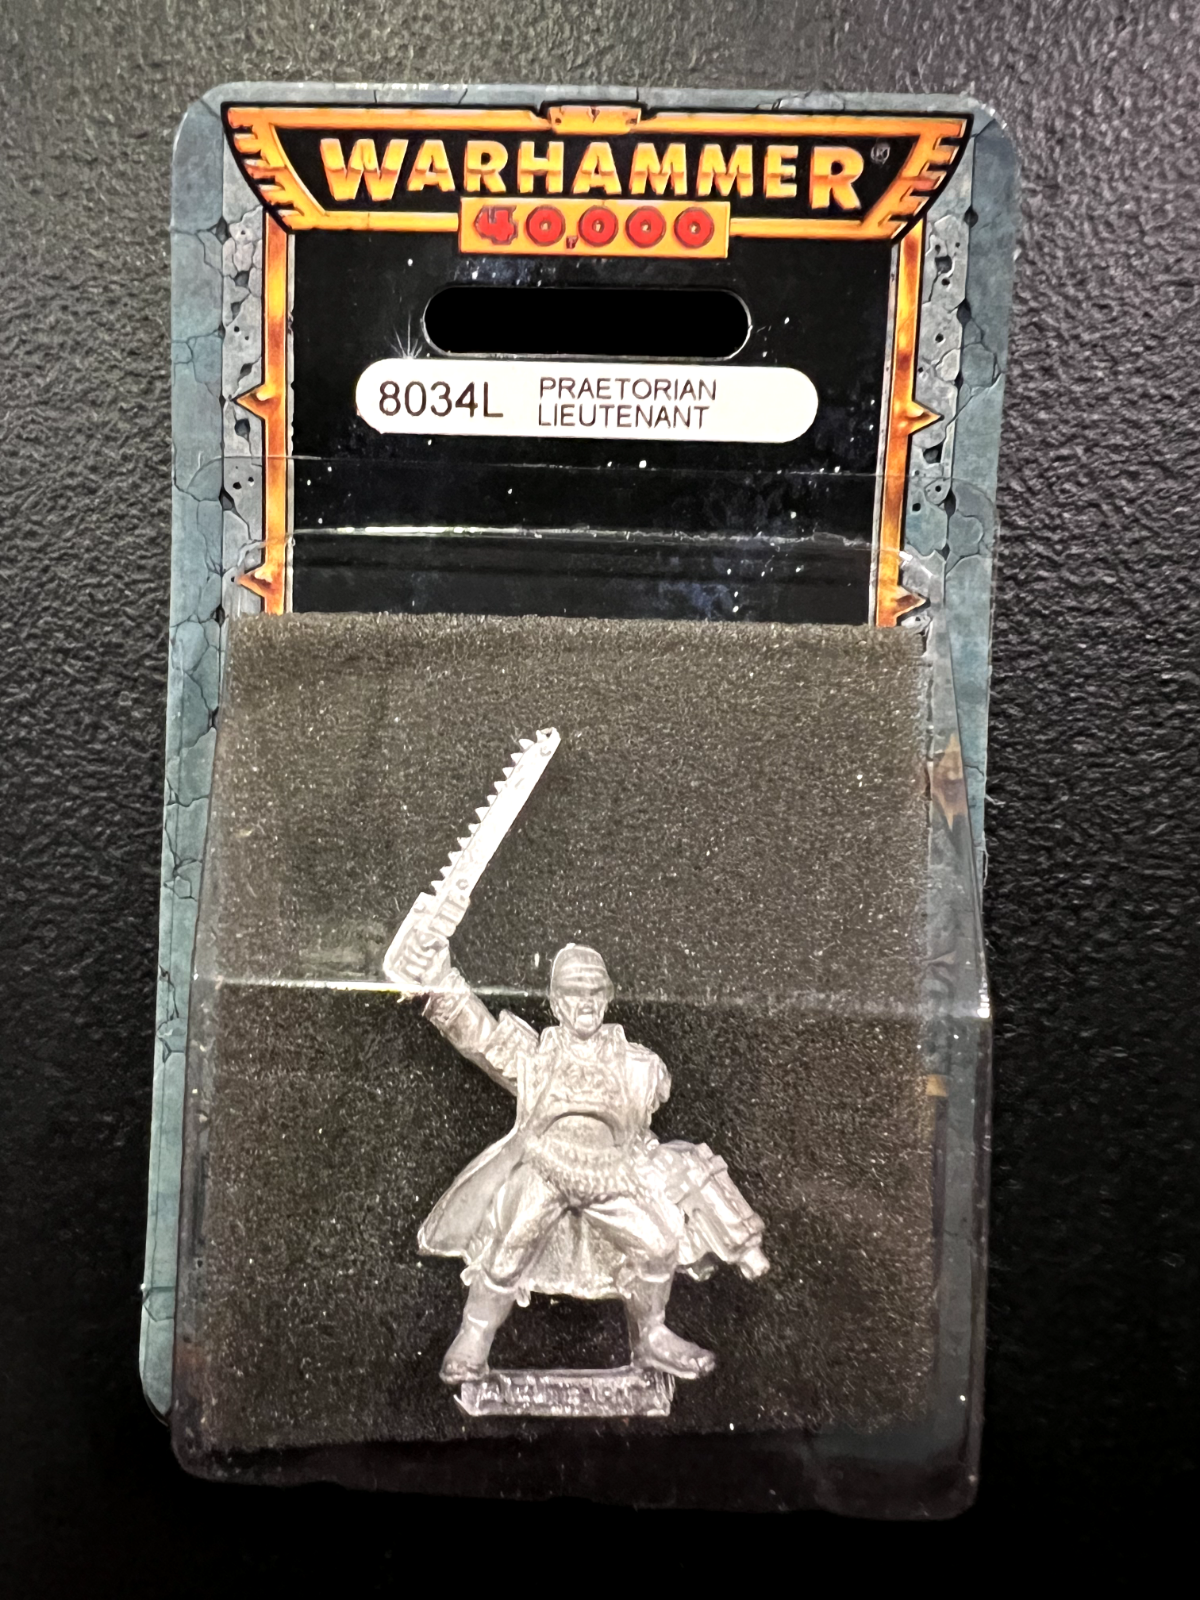 WARHAMMER®
40,000
8034L PRAETORIAN
LIEUTENANT